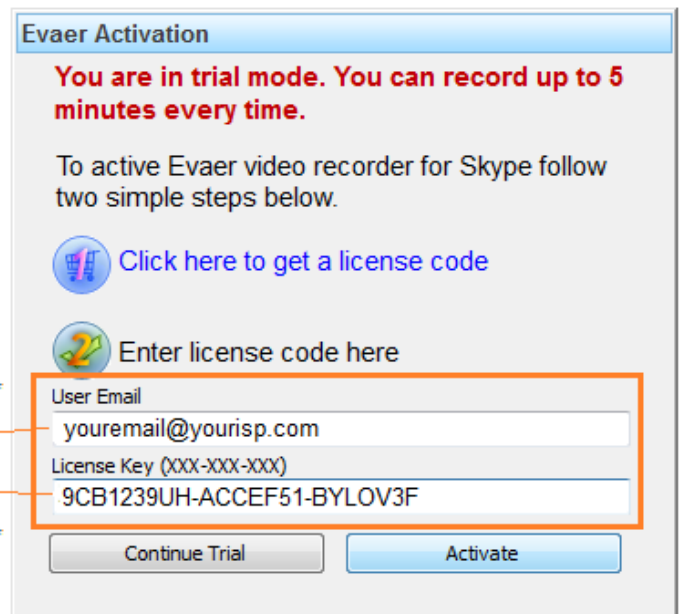 Evaer Activation
You are in trial mode. You can record up to 5
minutes every time.
To active Evaer video recorder for Skype follow
two simple steps below.
1 Click here to get a license code
2 Enter license code here
User Email
youremail@yourisp.com
License Key (XXX-XXX-XXX)
9CB1239UH-ACCEF51-BYLOV3F
Continue Trial Activate